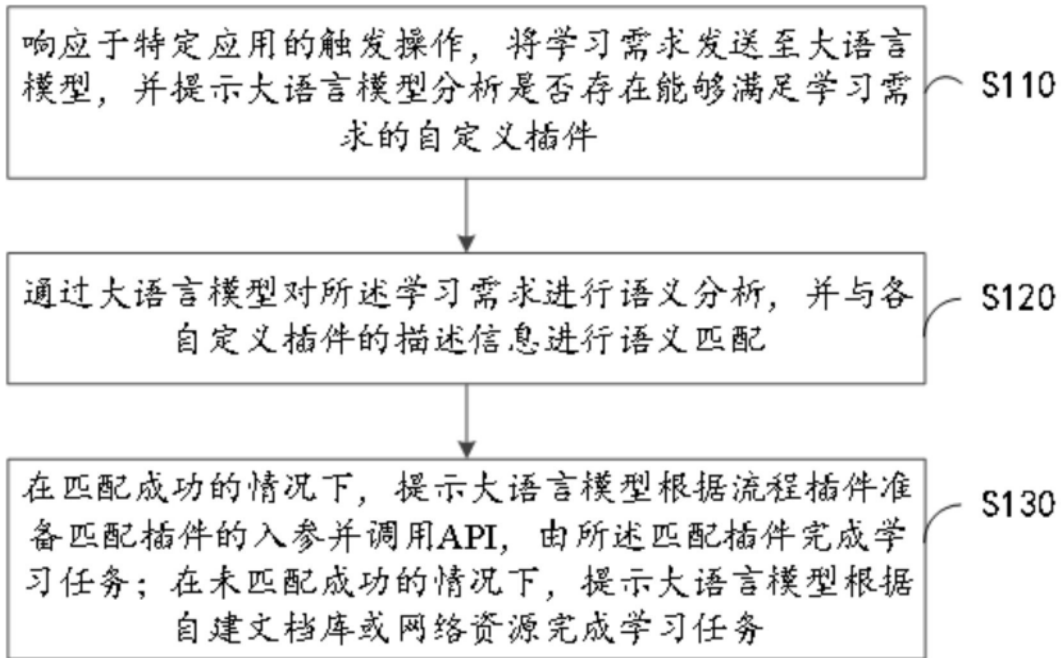 响应于特定应用的触发操作，将学习需求发送至大语言
模型，并提示大语言模型分析是否存在能够满足学习需
求的自定义插件
S110
通过大语言模型对所述学习需求进行语义分析，并与各
自定义插件的描述信息进行语义匹配
S120
在匹配成功的情况下，提示大语言模型根据流程插件准
备匹配插件的入参并调用API，由所述匹配插件完成学
习任务；在未匹配成功的情况下，提示大语言模型根据
自建文档库或网络资源完成学习任务
S130